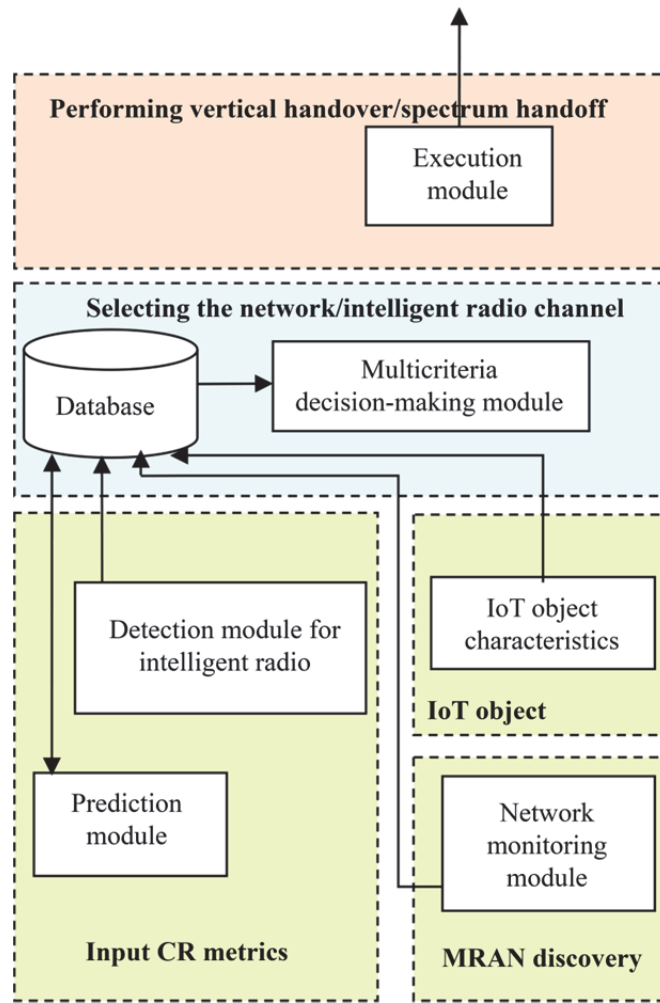 Performing vertical handover/spectrum handoff
Execution
module
Selecting the network/intelligent radio channel
Database
Multicriteria
decision-making module
Detection module for
intelligent radio
Prediction
module
Input CR metrics
IoT object
characteristics
IoT object
Network
monitoring
module
MRAN discovery